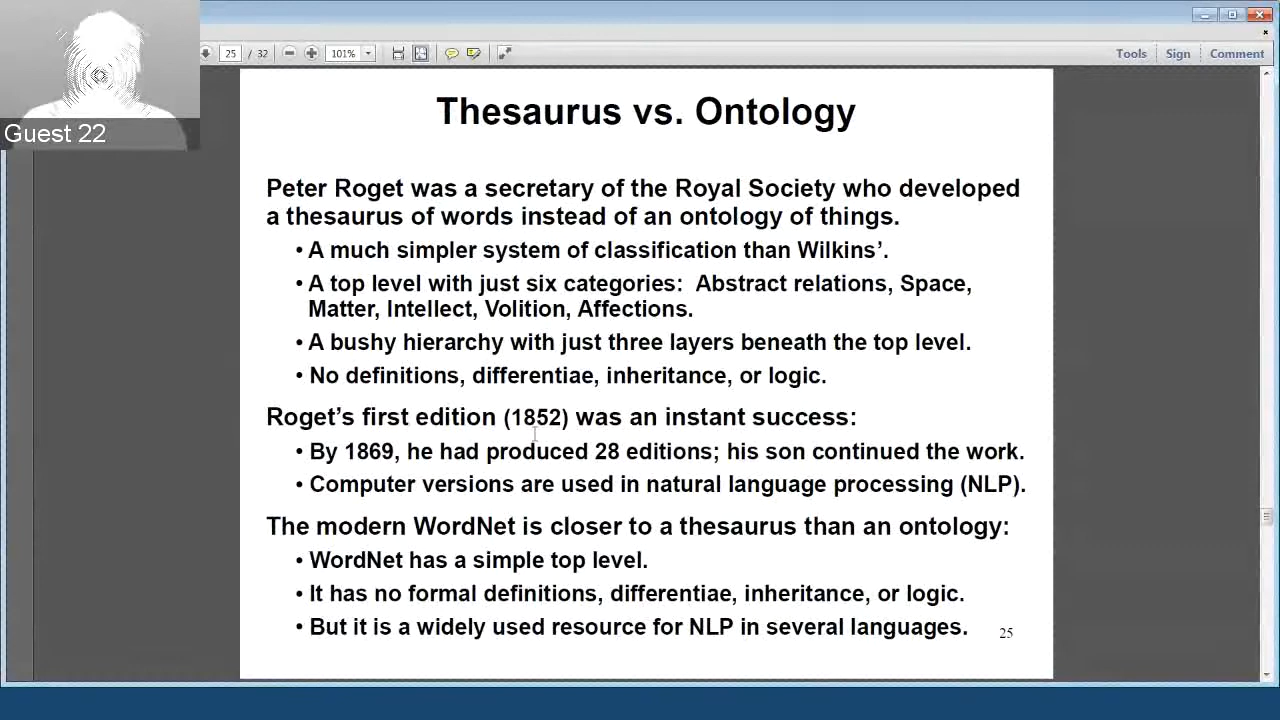 25 / 32 101% Tools Sign Comment
Guest 22
Thesaurus vs. Ontology
Peter Roget was a secretary of the Royal Society who developed
a thesaurus of words instead of an ontology of things.
• A much simpler system of classification than Wilkins’.
• A top level with just six categories: Abstract relations, Space,
Matter, Intellect, Volition, Affections.
• A bushy hierarchy with just three layers beneath the top level.
• No definitions, differentiae, inheritance, or logic.
Roget’s first edition (1852) was an instant success:
• By 1869, he had produced 28 editions; his son continued the work.
• Computer versions are used in natural language processing (NLP).
The modern WordNet is closer to a thesaurus than an ontology:
• WordNet has a simple top level.
• It has no formal definitions, differentiae, inheritance, or logic.
• But it is a widely used resource for NLP in several languages.
25